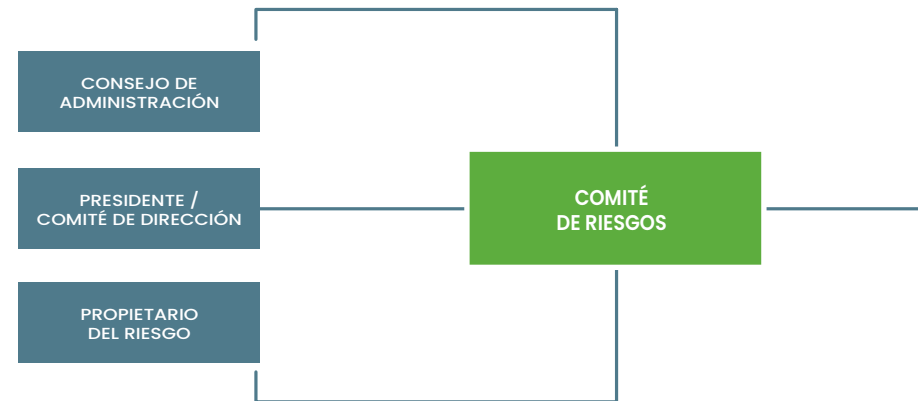 CONSEJO DE
ADMINISTRACIÓN
PRESIDENTE /
COMITÉ DE DIRECCIÓN
PROPIETARIO
DEL RIESGO
COMITÉ
DE RIESGOS